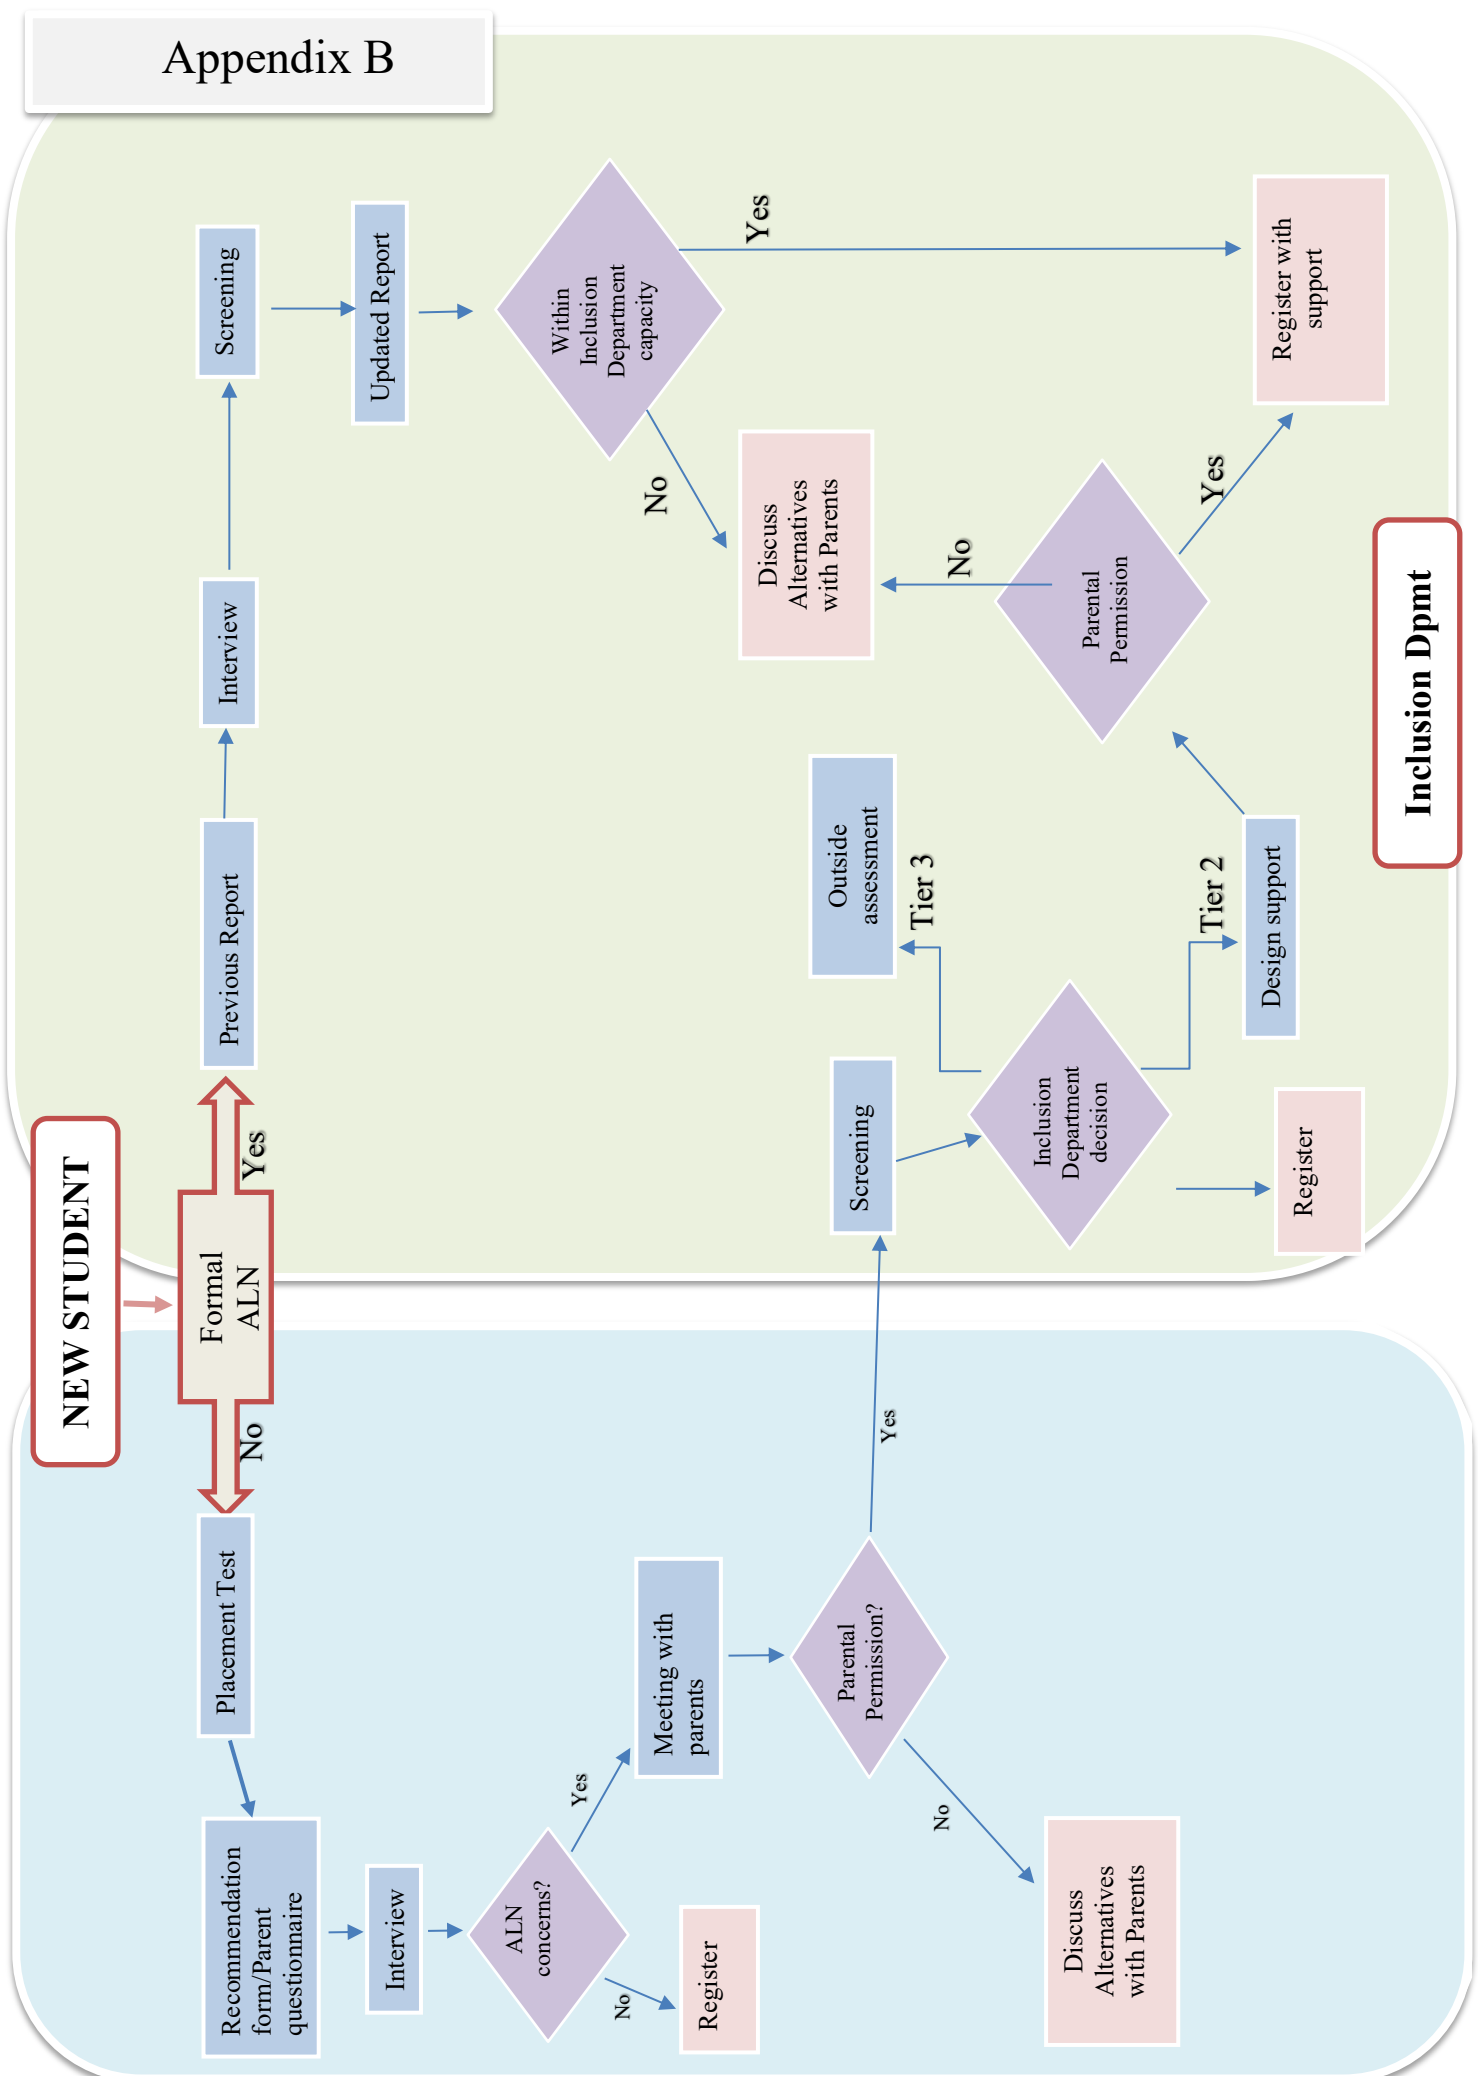 Appendix B
NEW STUDENT
Formal
ALN
No
Yes
Placement Test
Recommendation
form/Parent
questionnaire
Interview
ALN
concerns?
No
Register
Yes
Meeting with
parents
Parental
Permission?
No
Discuss
Alternatives
with Parents
Yes
Previous Report
Interview
Screening
Updated Report
Within
Inclusion
Department
capacity
No
Discuss
Alternatives
with Parents
Yes
Register with
support
Screening
Inclusion
Department
decision
Register
Tier 3
Outside
assessment
Tier 2
Design support
Parental
Permission
No
Yes
Inclusion Dpmt